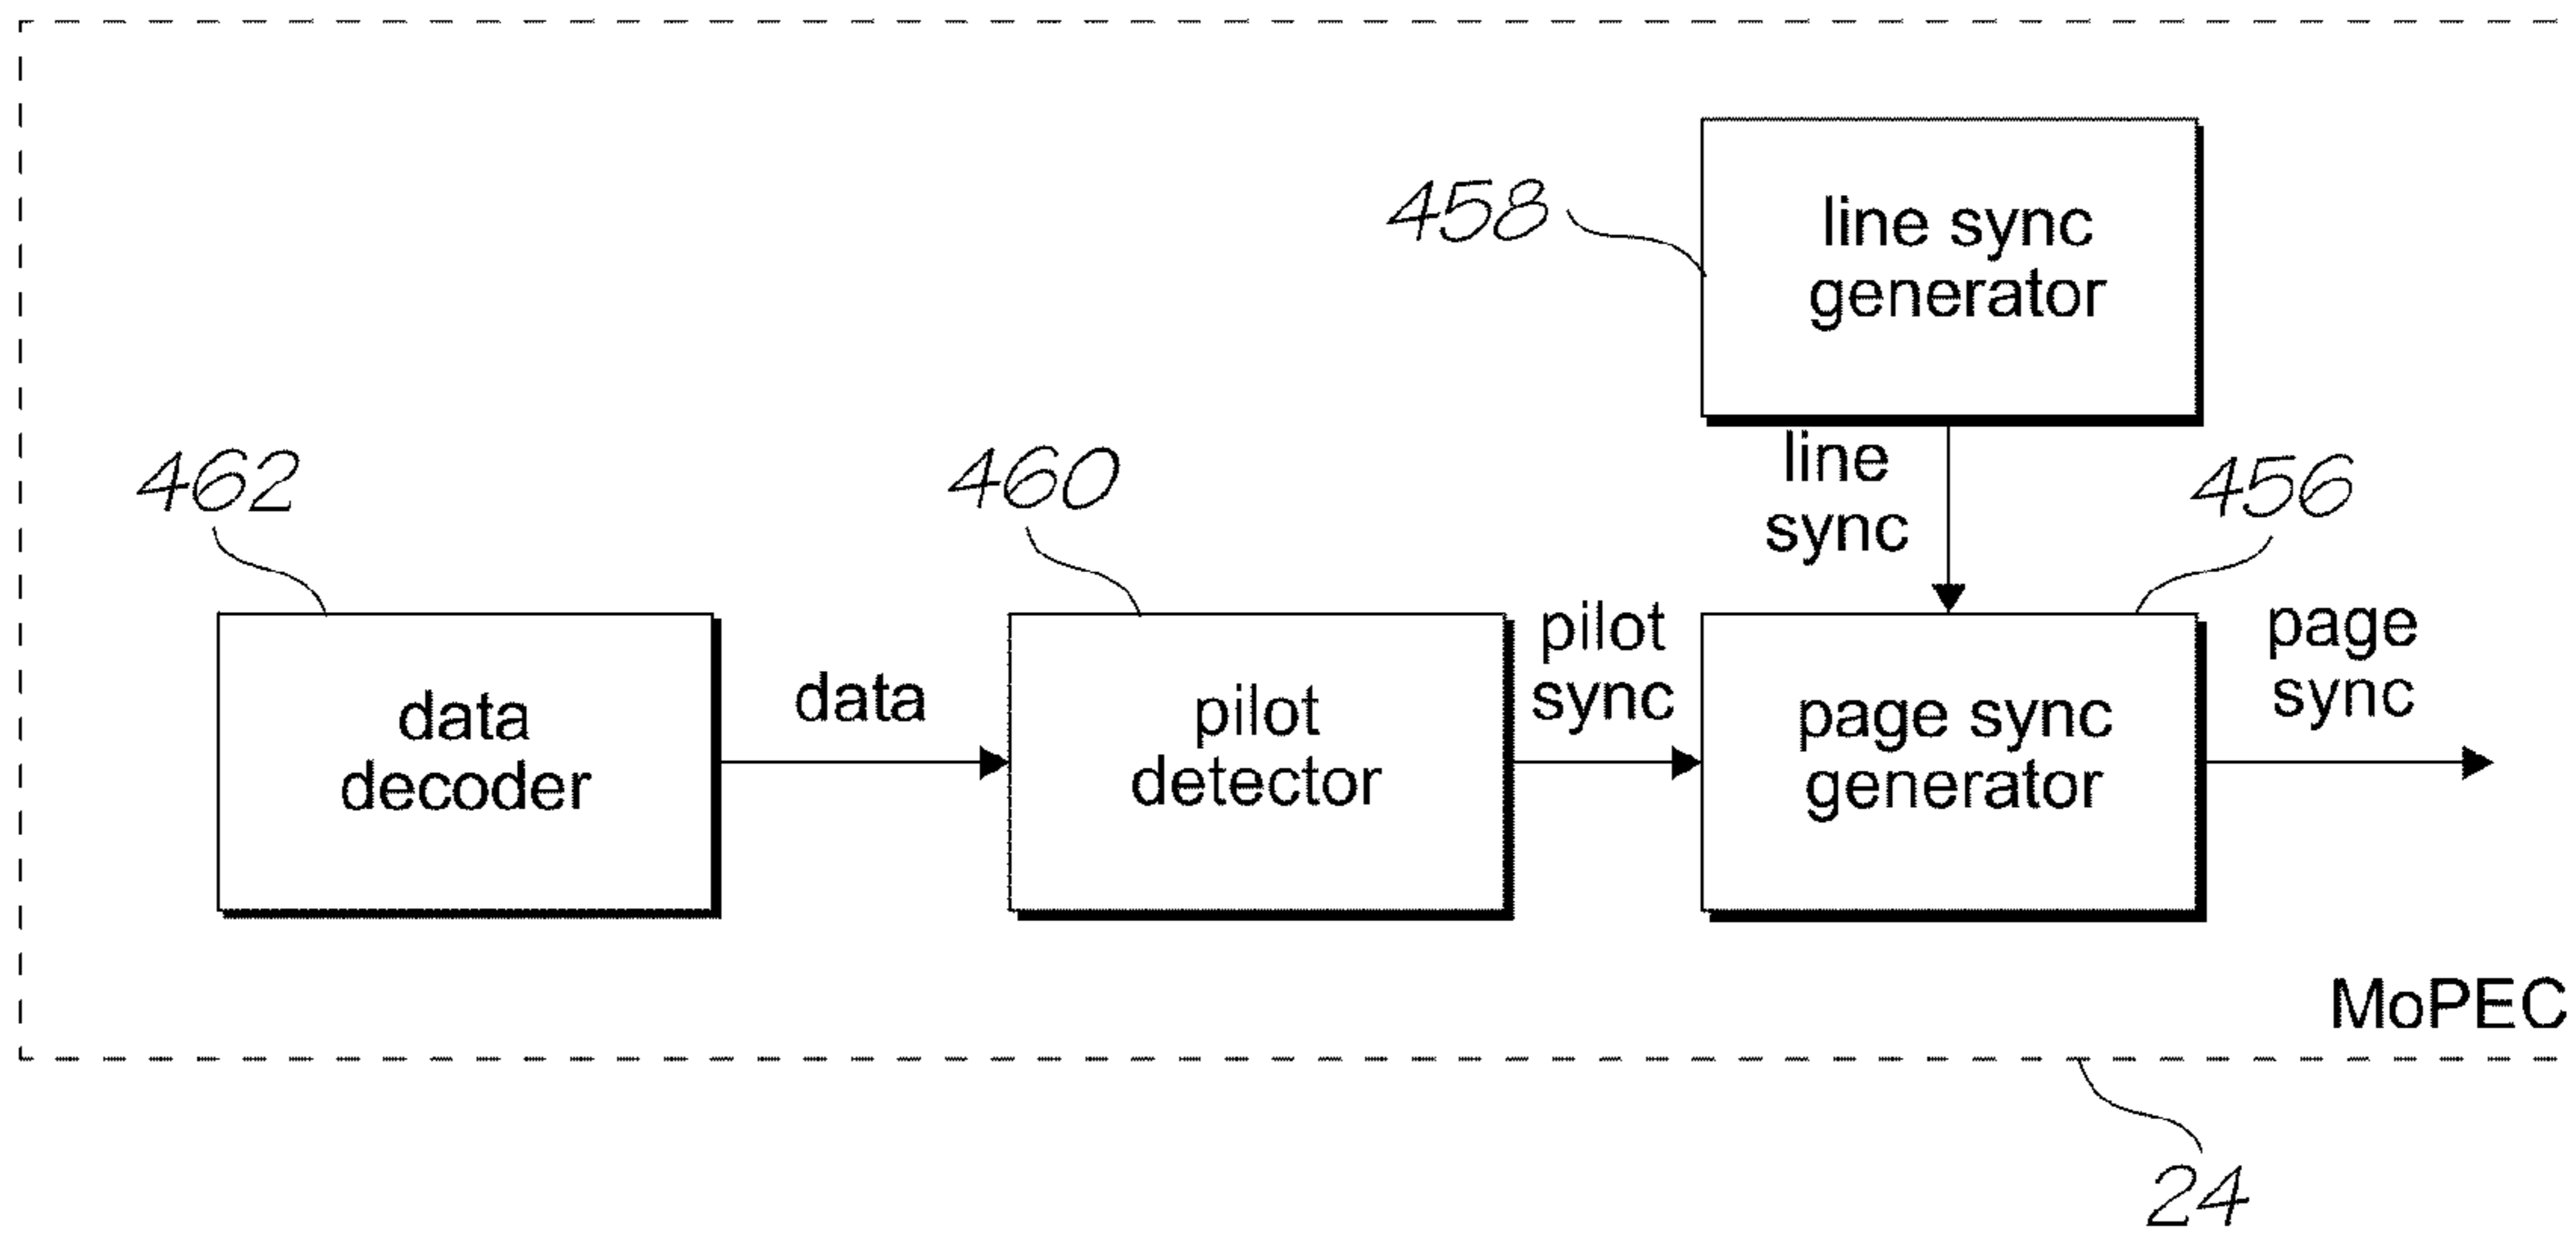 458
line sync
generator
line
sync
462
460
456
data
decoder
data
pilot
detector
pilot
sync
page sync
generator
page
sync
MoPEC
24